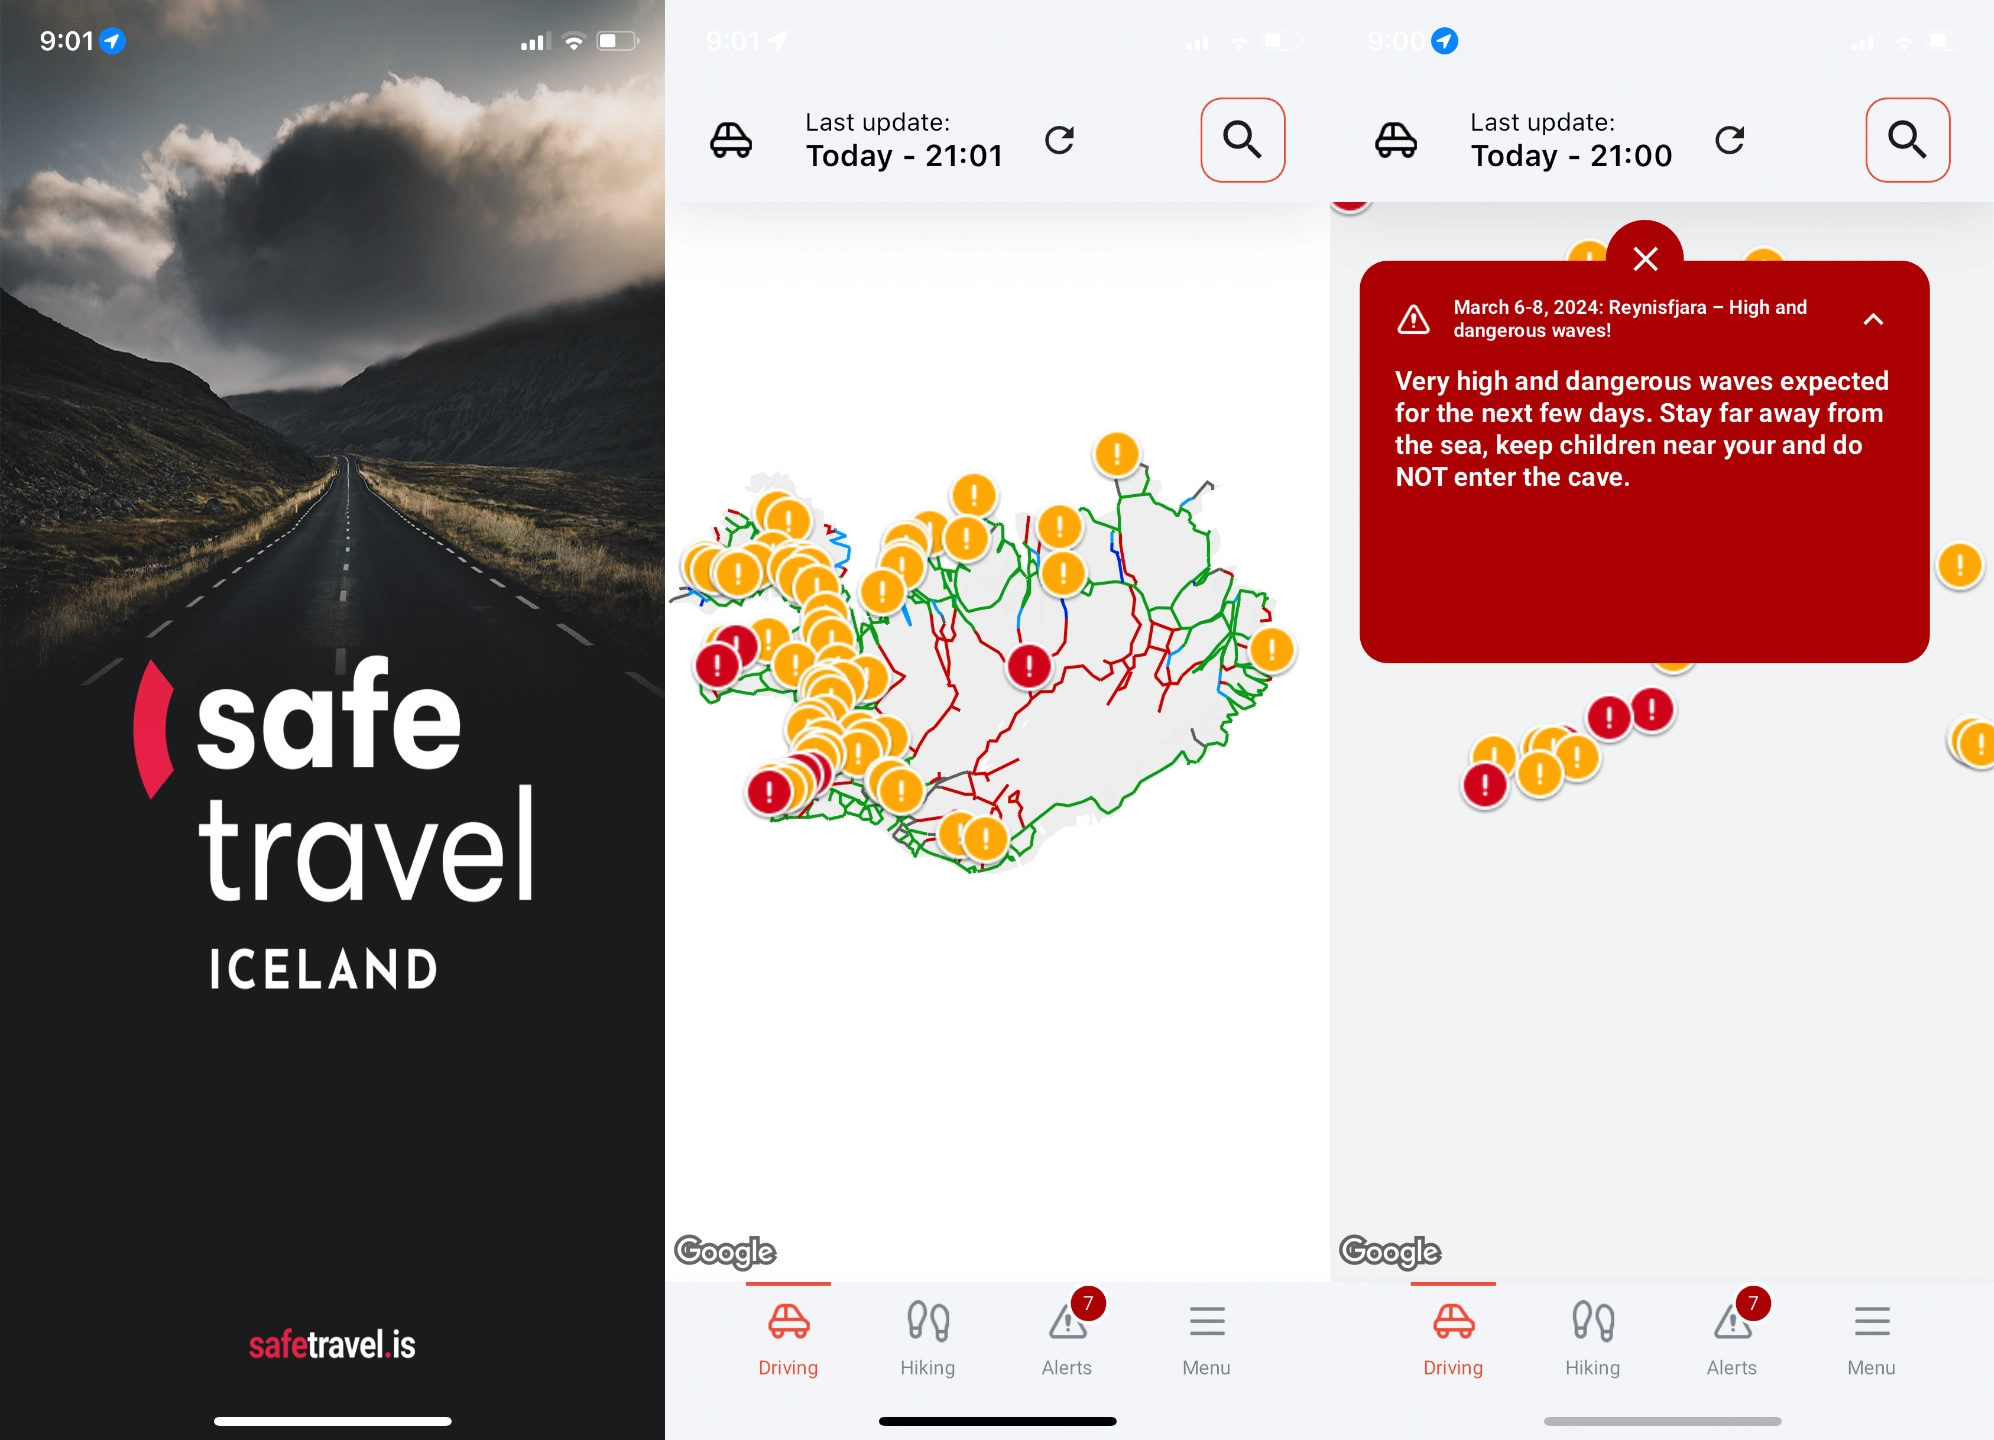 9:01
safe
travel
ICELAND
safetravel.is
9:01
Last update:
Today - 21:01
Google
7
Driving
Hiking
Alerts
Menu
9:00
Last update:
Today - 21:00
March 6-8, 2024: Reynisfjara – High and
dangerous waves!
Very high and dangerous waves expected
for the next few days. Stay far away from
the sea, keep children near your and do
NOT enter the cave.
Google
7
Driving
Hiking
Alerts
Menu